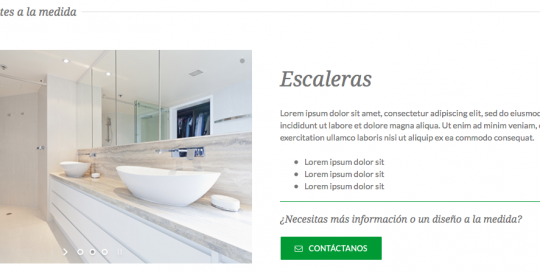 tes a la medida
Escaleras
Lorem ipsum dolor sit amet, consectetur adipiscing elit, sed do eiusmo
incididunt ut labore et dolore magna aliqua. Ut enim ad minim veniam,
exercitation ullamco laboris nisi ut aliquip ex ea commodo consequat.
Lorem ipsum dolor sit
Lorem ipsum dolor sit
Lorem ipsum dolor sit
¿Necesitas más información o un diseño a la medida?
CONTÁCTANOS